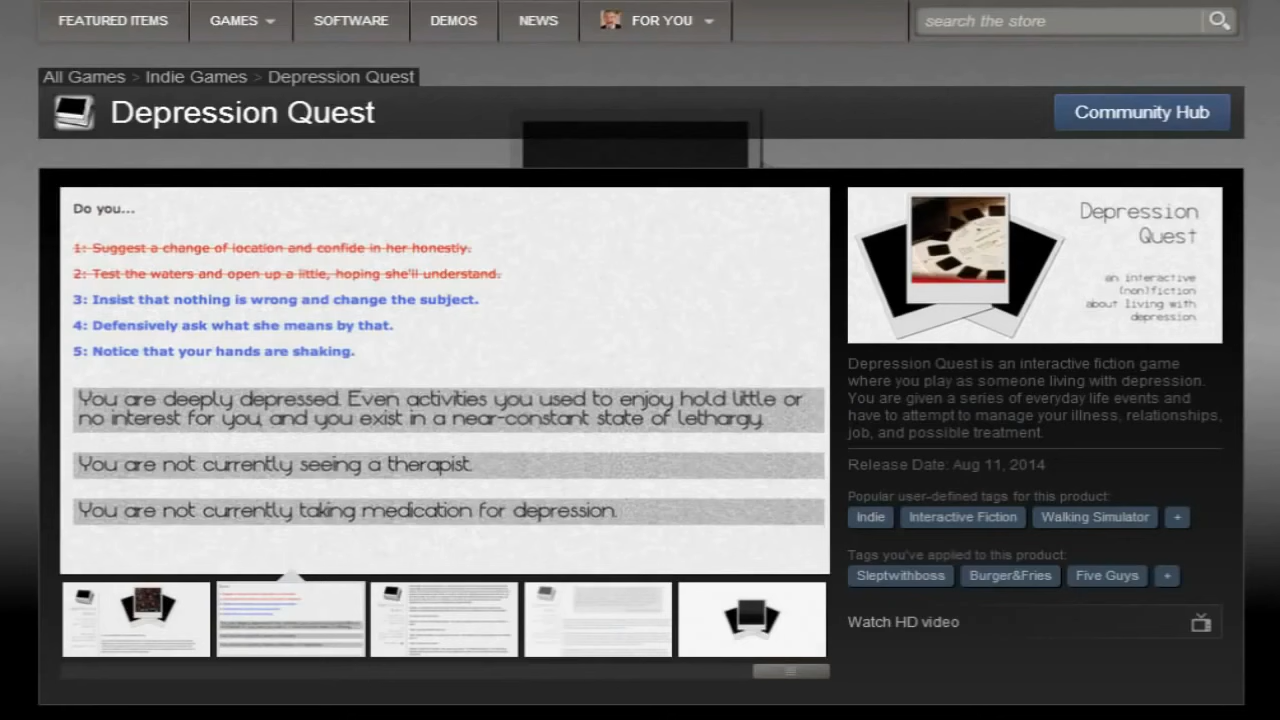 FEATURED ITEMS GAMES SOFTWARE DEMOS NEWS FOR YOU search the store
All Games > Indie Games > Depression Quest
Depression Quest
Community Hub
Do you...
1: Suggest a change of location and confide in her honestly.
2: Test the waters and open up a little, hoping she'll understand.
3: Insist that nothing is wrong and change the subject.
4: Defensively ask what she means by that.
5: Notice that your hands are shaking.
You are deeply depressed. Even activities you used to enjoy hold little or
no interest for you, and you exist in a near-constant state of lethargy.
You are not currently seeing a therapist.
You are not currently taking medication for depression.
Depression
Quest
an interactive
(non)fiction
about living with
depression
Depression Quest is an interactive fiction game
where you play as someone living with depression.
You are given a series of everyday life events and
have to attempt to manage your illness, relationships,
job, and possible treatment.
Release Date: Aug 11, 2014
Popular user-defined tags for this product:
Indie Interactive Fiction Walking Simulator +
Tags you've applied to this product:
Sleptwithboss Burger&Fries Five Guys +
Watch HD video